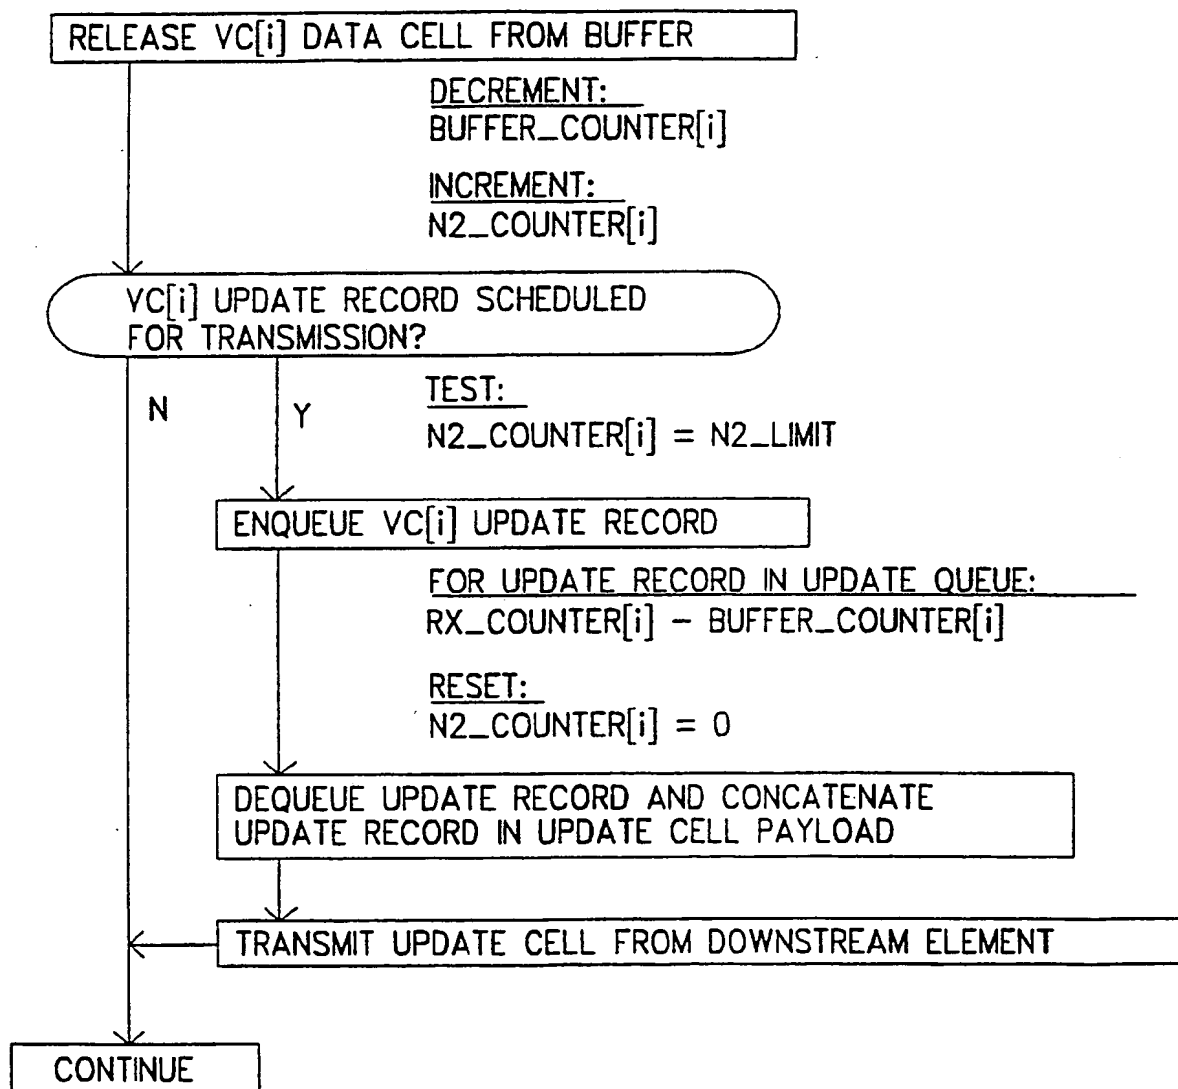 RELEASE VC[i] DATA CELL FROM BUFFER
DECREMENT:
BUFFER_COUNTER[i]
INCREMENT:
N2_COUNTER[i]
VC[i] UPDATE RECORD SCHEDULED
FOR TRANSMISSION?
N
Y
TEST:
N2_COUNTER[i] = N2_LIMIT
ENQUEUE VC[i] UPDATE RECORD
FOR UPDATE RECORD IN UPDATE QUEUE:
RX_COUNTER[i] - BUFFER_COUNTER[i]
RESET:
N2_COUNTER[i] = 0
DEQUEUE UPDATE RECORD AND CONCATENATE
UPDATE RECORD IN UPDATE CELL PAYLOAD
TRANSMIT UPDATE CELL FROM DOWNSTREAM ELEMENT
CONTINUE